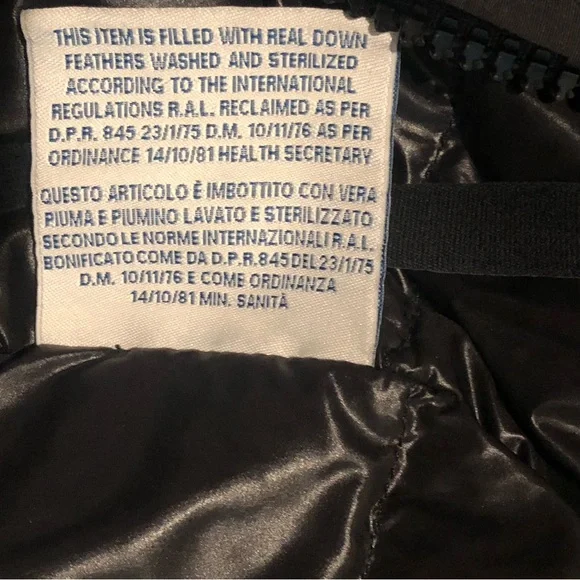 THIS ITEM IS FILLED WITH REAL DOWN
FEATHERS WASHED AND STERILIZED
ACCORDING TO THE INTERNATIONAL
REGULATIONS R.A.L. RECLAIMED AS PER
D.P.R. 845 23/1/75 D.M. 10/11/76 AS PER
ORDINANCE 14/10/81 HEALTH SECRETARY
QUESTO ARTICOLO È IMBOTTITO CON VERA
PIUMA E PIUMINO LAVATO E STERILIZZATO
SECONDO LE NORME INTERNAZIONALI R.A.L.
BONIFICATO COME DA D.P.R. 845 DEL 23/1/75
D.M. 10/11/76 E COME ORDINANZA
14/10/81 MIN. SANITÀ